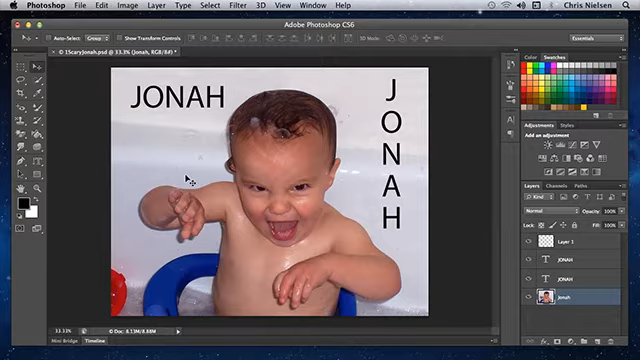 Photoshop File Edit Image Layer Type Select Filter 3D View Window Help Chris Nielsen
Adobe Photoshop CS6
Auto-Select: Group Show Transform Controls 3D Mode: Essentials
© 1ScaryJonah.psd @ 33.3% (Jonah, RGB/8#) *
JONAH
J
O
N
A
H
Color Swatches
Adjustments Styles
Add an adjustment
Layers Channels Paths
Kind
Normal Opacity: 100%
Lock: Fill: 100%
Layer 1
T JONAH
T JONAH
Jonah
33.33% Doc: 8.13M/8.88M
Mini Bridge Timeline